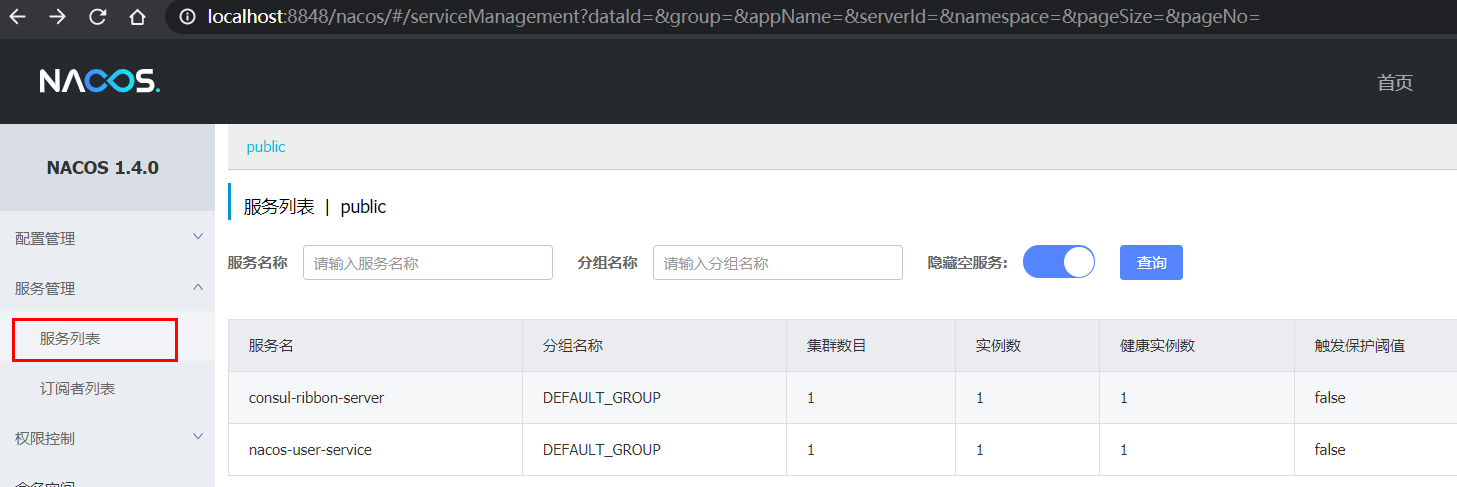 localhost:8848/nacos/#/serviceManagement?dataId=&group=&appName=&serverId=&namespace=&pageSize=&pageNo=
NACOS.
首页
NACOS 1.4.0
配置管理
服务管理
服务列表
订阅者列表
权限控制
命名空间
public
服务列表 | public
服务名称 请输入服务名称 分组名称 请输入分组名称 隐藏空服务: 查询
服务名 分组名称 集群数目 实例数 健康实例数 触发保护阈值
consul-ribbon-server DEFAULT_GROUP 1 1 1 false
nacos-user-service DEFAULT_GROUP 1 1 1 false